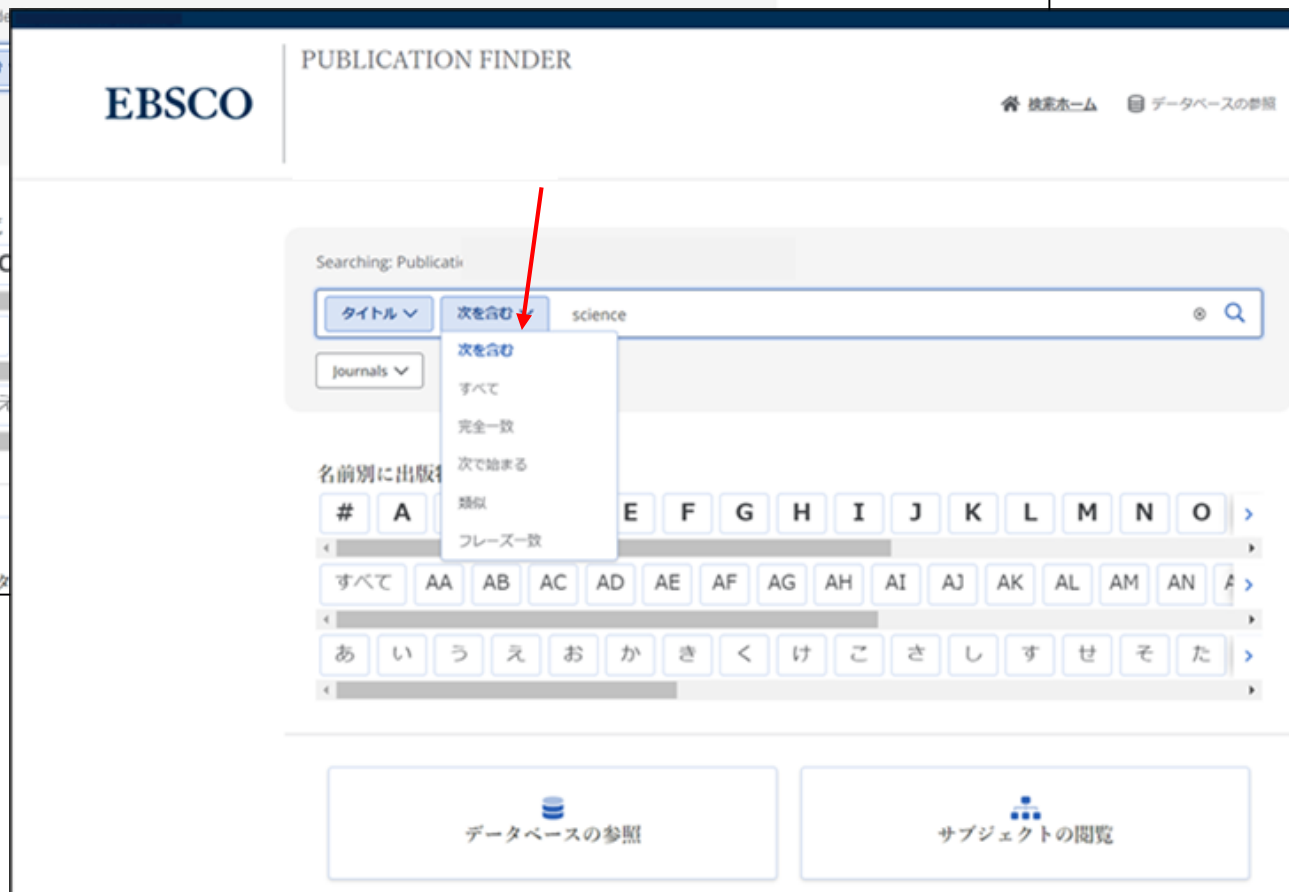 PUBLICATION FINDER
EBSCO
検索ホーム
データベースの参照
Searching:
タイトル
次を含む
science
Journals
次を含む
すべて
完全一致
次で始まる
類似
フレーズ一致
名前別に出版
# A E F G H I J K L M N O
すべて AA AB AC AD AE AF AG AH AI AJ AK AL AM AN
あ い う え お か き く け こ さ し す せ そ た
データベースの参照
サブジェクトの閲覧